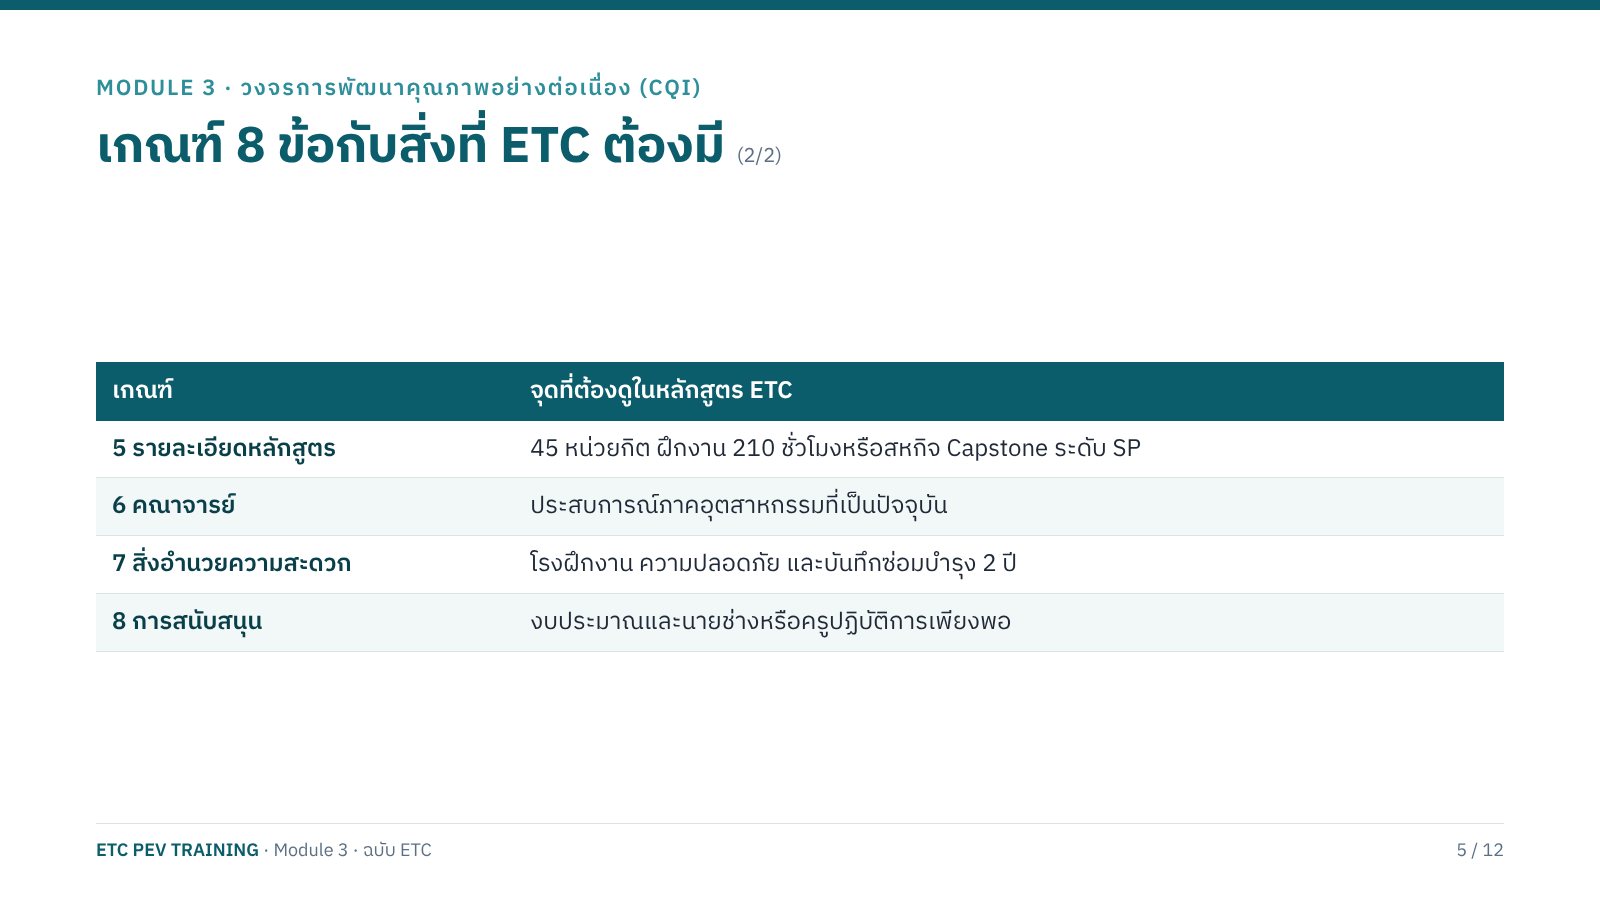 MODULE 3 · วงจรการพัฒนาคุณภาพอย่างต่อเนื่อง (CQI)
เกณฑ์ 8 ข้อกับสิ่งที่ ETC ต้องมี (2/2)
เกณฑ์ จุดที่ต้องดูในหลักสูตร ETC
5 รายละเอียดหลักสูตร 45 หน่วยกิต ฝึกงาน 210 ชั่วโมงหรือสหกิจ Capstone ระดับ SP
6 คณาจารย์ ประสบการณ์ภาคอุตสาหกรรมที่เป็นปัจจุบัน
7 สิ่งอำนวยความสะดวก โรงฝึกงาน ความปลอดภัย และบันทึกซ่อมบำรุง 2 ปี
8 การสนับสนุน งบประมาณและนายช่างหรือครูปฏิบัติการเพียงพอ
ETC PEV TRAINING · Module 3 · ฉบับ ETC 5 / 12